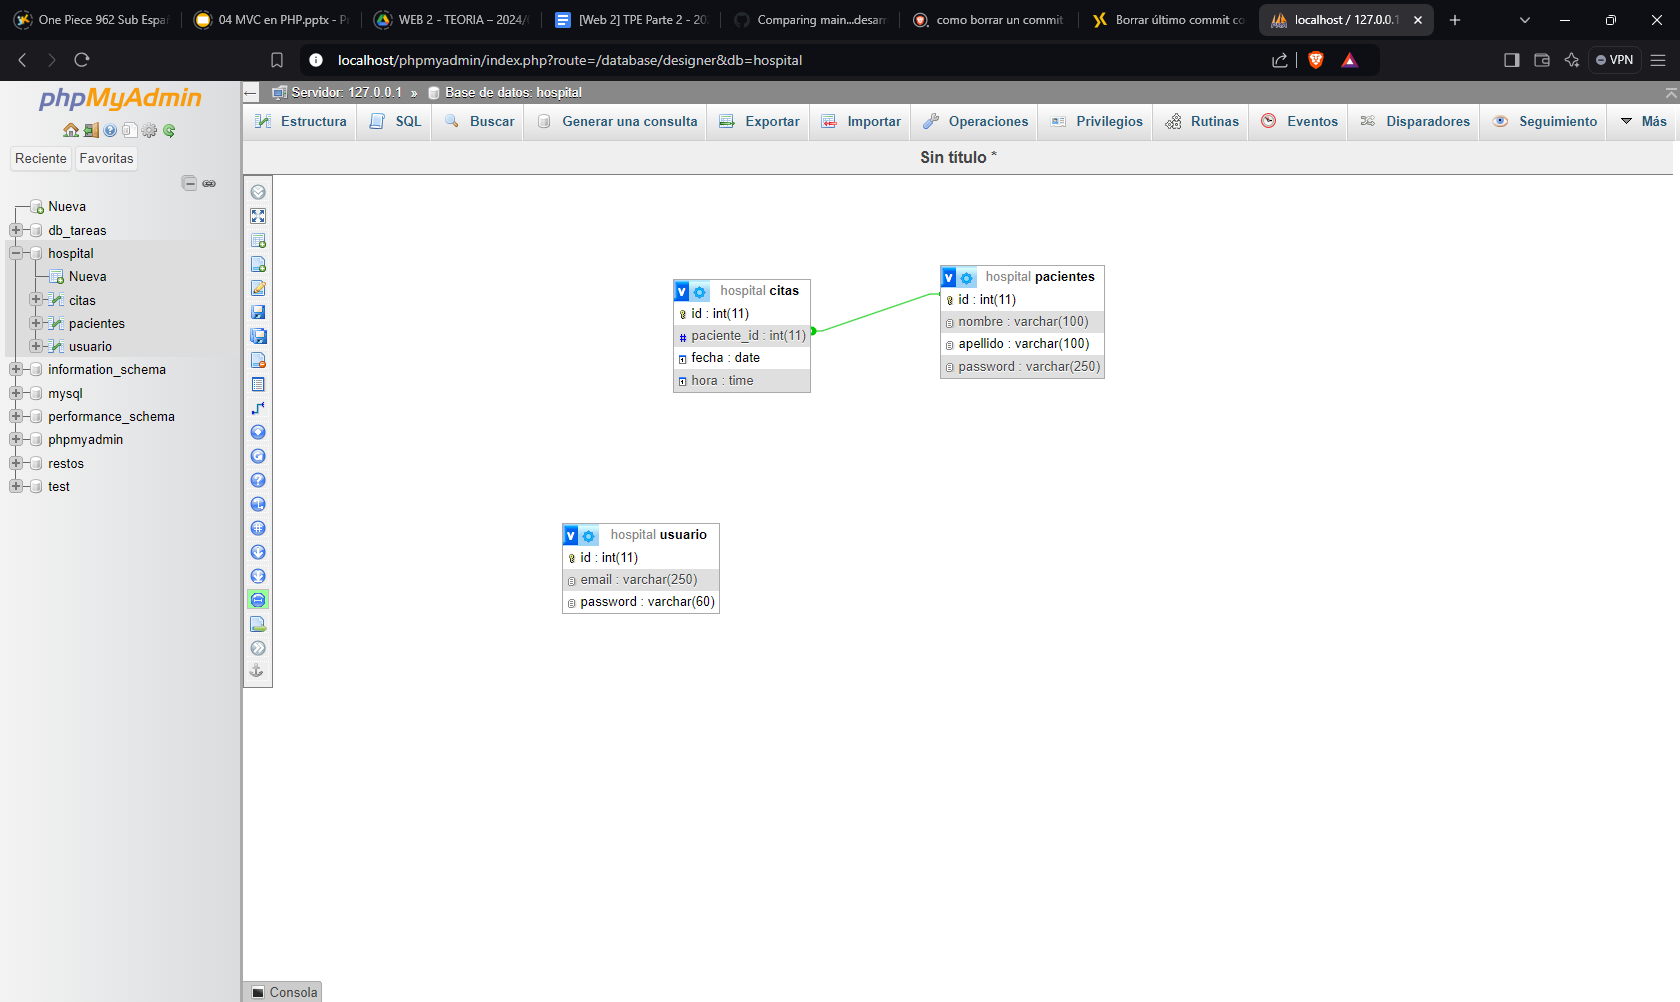 One Piece 962 Sub Espa
04 MVC en PHP.pptx - P
WEB 2 - TEORIA – 2024/
[Web 2] TPE Parte 2 - 20
Comparing main...desarr
como borrar un commit
Borrar último commit co
localhost / 127.0.0.1
localhost/phpmyadmin/index.php?route=/database/designer&db=hospital
VPN
phpMyAdmin
Reciente
Favoritas
Nueva
db_tareas
hospital
Nueva
citas
pacientes
usuario
information_schema
mysql
performance_schema
phpmyadmin
restos
test
Servidor: 127.0.0.1 » Base de datos: hospital
Estructura
SQL
Buscar
Generar una consulta
Exportar
Importar
Operaciones
Privilegios
Rutinas
Eventos
Disparadores
Seguimiento
Más
Sin título *
hospital citas
id : int(11)
paciente_id : int(11)
fecha : date
hora : time
hospital pacientes
id : int(11)
nombre : varchar(100)
apellido : varchar(100)
password : varchar(250)
hospital usuario
id : int(11)
email : varchar(250)
password : varchar(60)
Consola